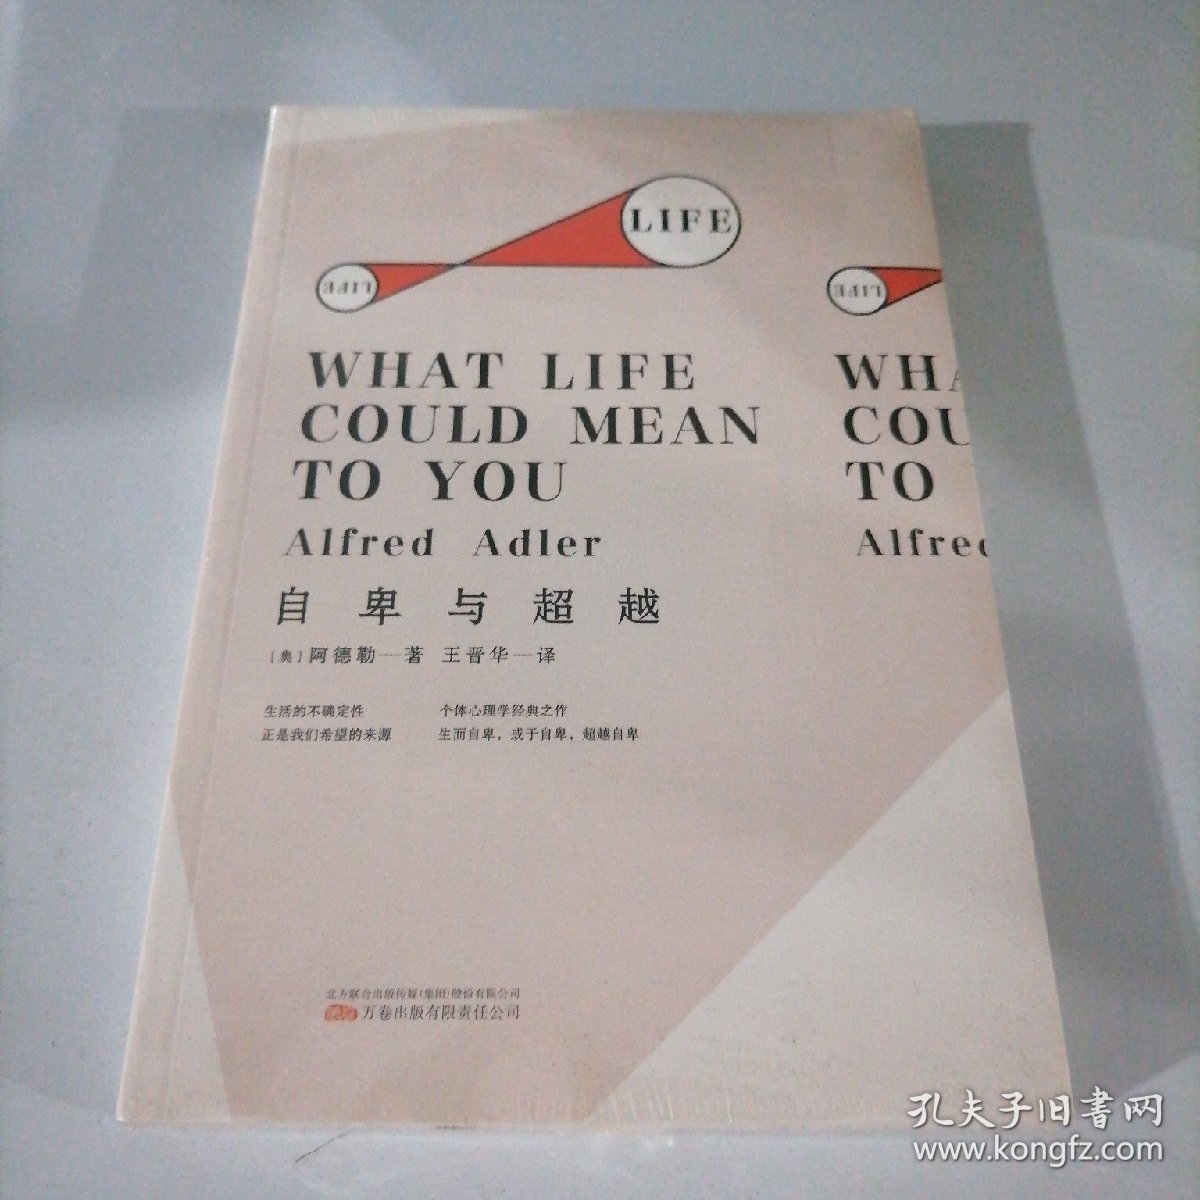 LIFE
LIFE
LIFE
WHAT LIFE
COULD MEAN
TO YOU
Alfred Adler
WHA
COU
TO
Alfred
自卑与超越
[奥]阿德勒—著 王晋华—译
生活的不确定性
正是我们希望的来源
个体心理学经典之作
生而自卑，成于自卑，超越自卑
北方联合出版传媒(集团)股份有限公司
万卷出版有限责任公司
孔夫子旧书网
www.kongfz.com